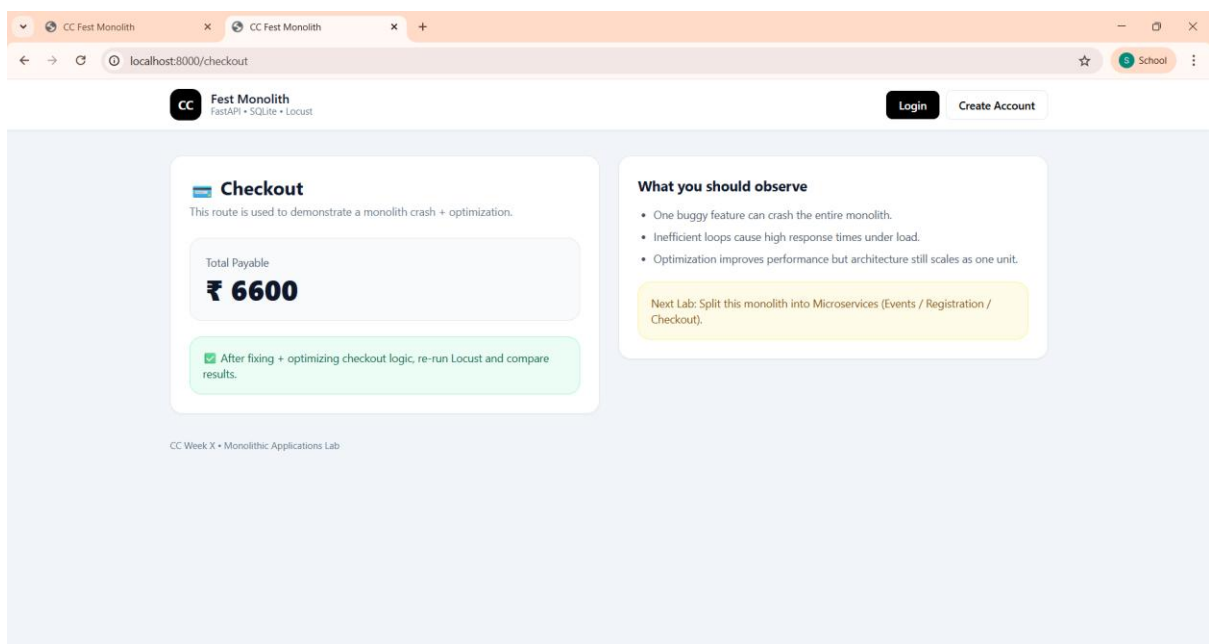 CC Fest Monolith
CC Fest Monolith
localhost:8000/checkout
S School
CC Fest Monolith
FastAPI • SQLite • Locust
Login Create Account
Checkout
This route is used to demonstrate a monolith crash + optimization.
Total Payable
₹ 6600
✅ After fixing + optimizing checkout logic, re-run Locust and compare
results.
What you should observe
• One buggy feature can crash the entire monolith.
• Inefficient loops cause high response times under load.
• Optimization improves performance but architecture still scales as one unit.
Next Lab: Split this monolith into Microservices (Events / Registration /
Checkout).
CC Week X • Monolithic Applications Lab